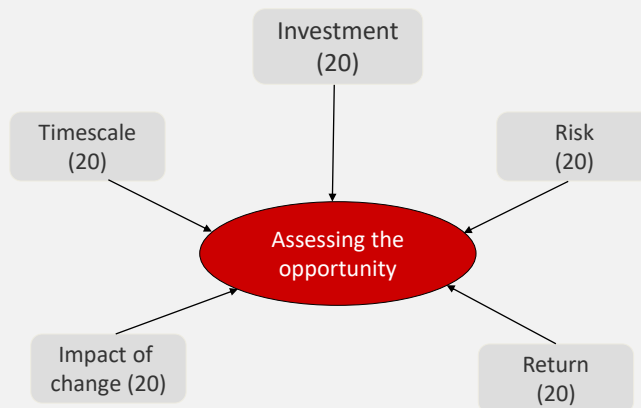 Investment
(20)
Timescale
(20)
Risk
(20)
Assessing the
opportunity
Impact of
change (20)
Return
(20)